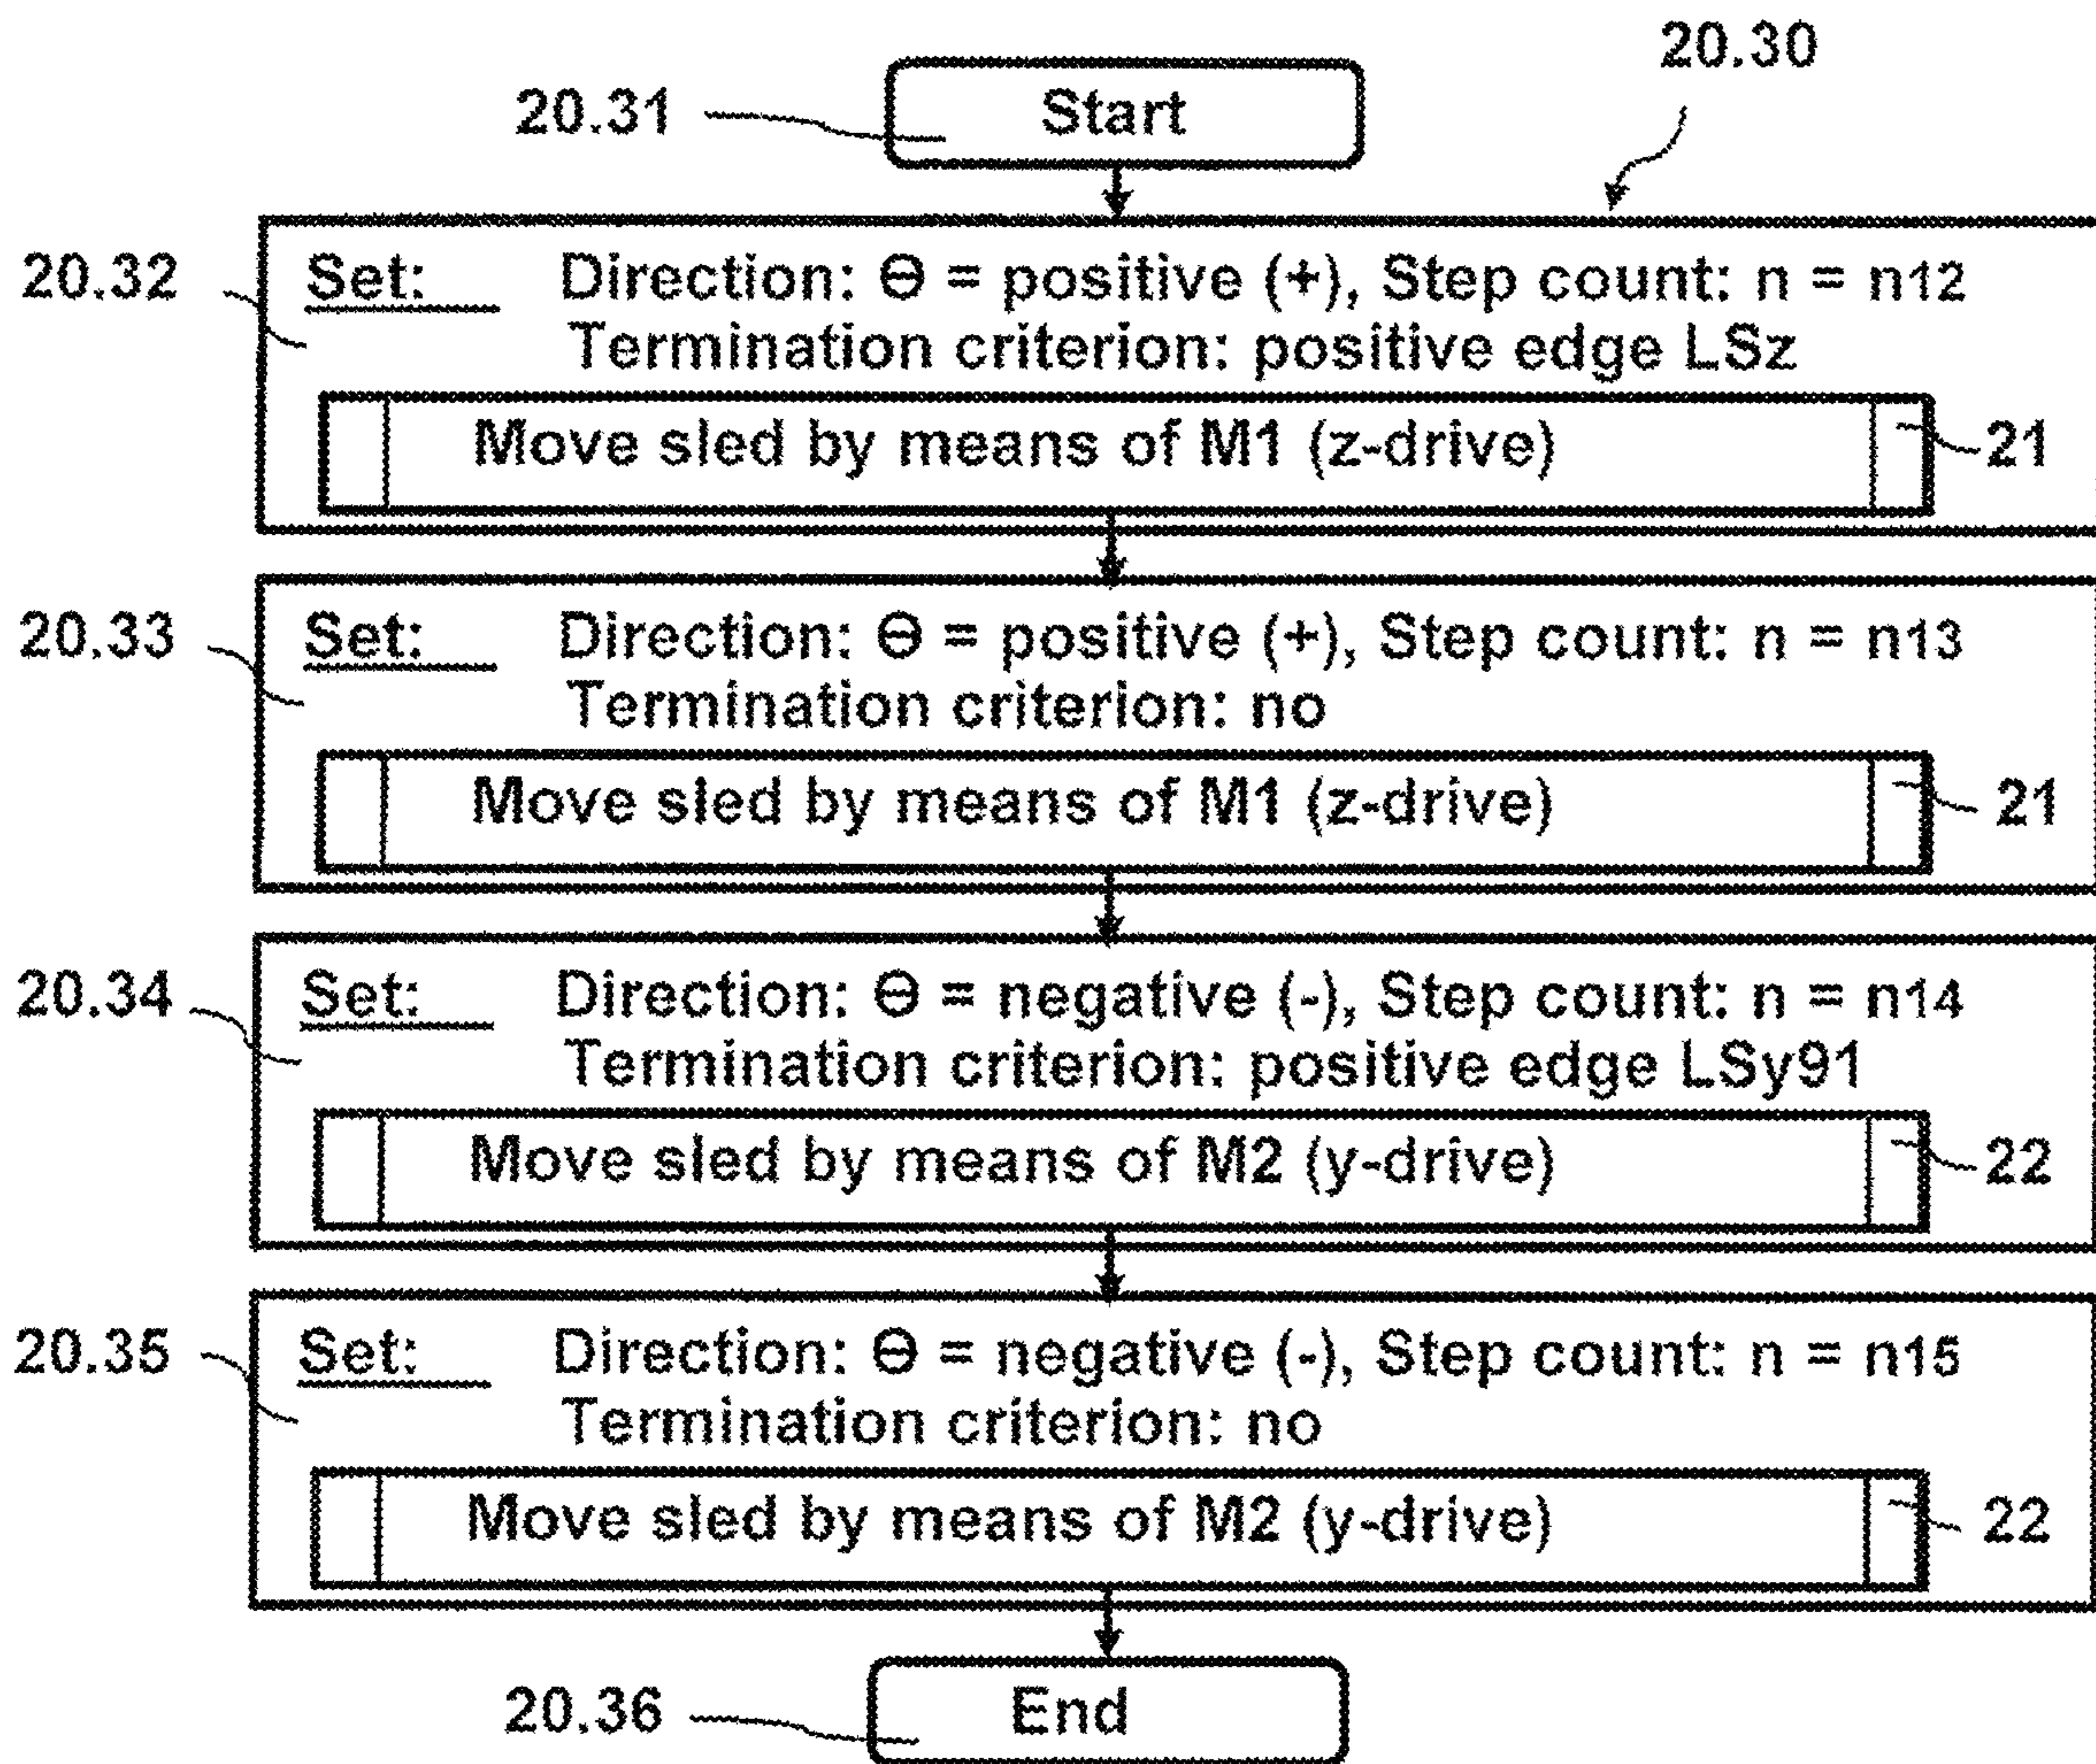 20.30
20.31 Start
20.32 Set: Direction: Θ = positive (+), Step count: n = n12
Termination criterion: positive edge LSz
Move sled by means of M1 (z-drive) 21
20.33 Set: Direction: Θ = positive (+), Step count: n = n13
Termination criterion: no
Move sled by means of M1 (z-drive) 21
20.34 Set: Direction: Θ = negative (-), Step count: n = n14
Termination criterion: positive edge LSy91
Move sled by means of M2 (y-drive) 22
20.35 Set: Direction: Θ = negative (-), Step count: n = n15
Termination criterion: no
Move sled by means of M2 (y-drive) 22
20.36 End